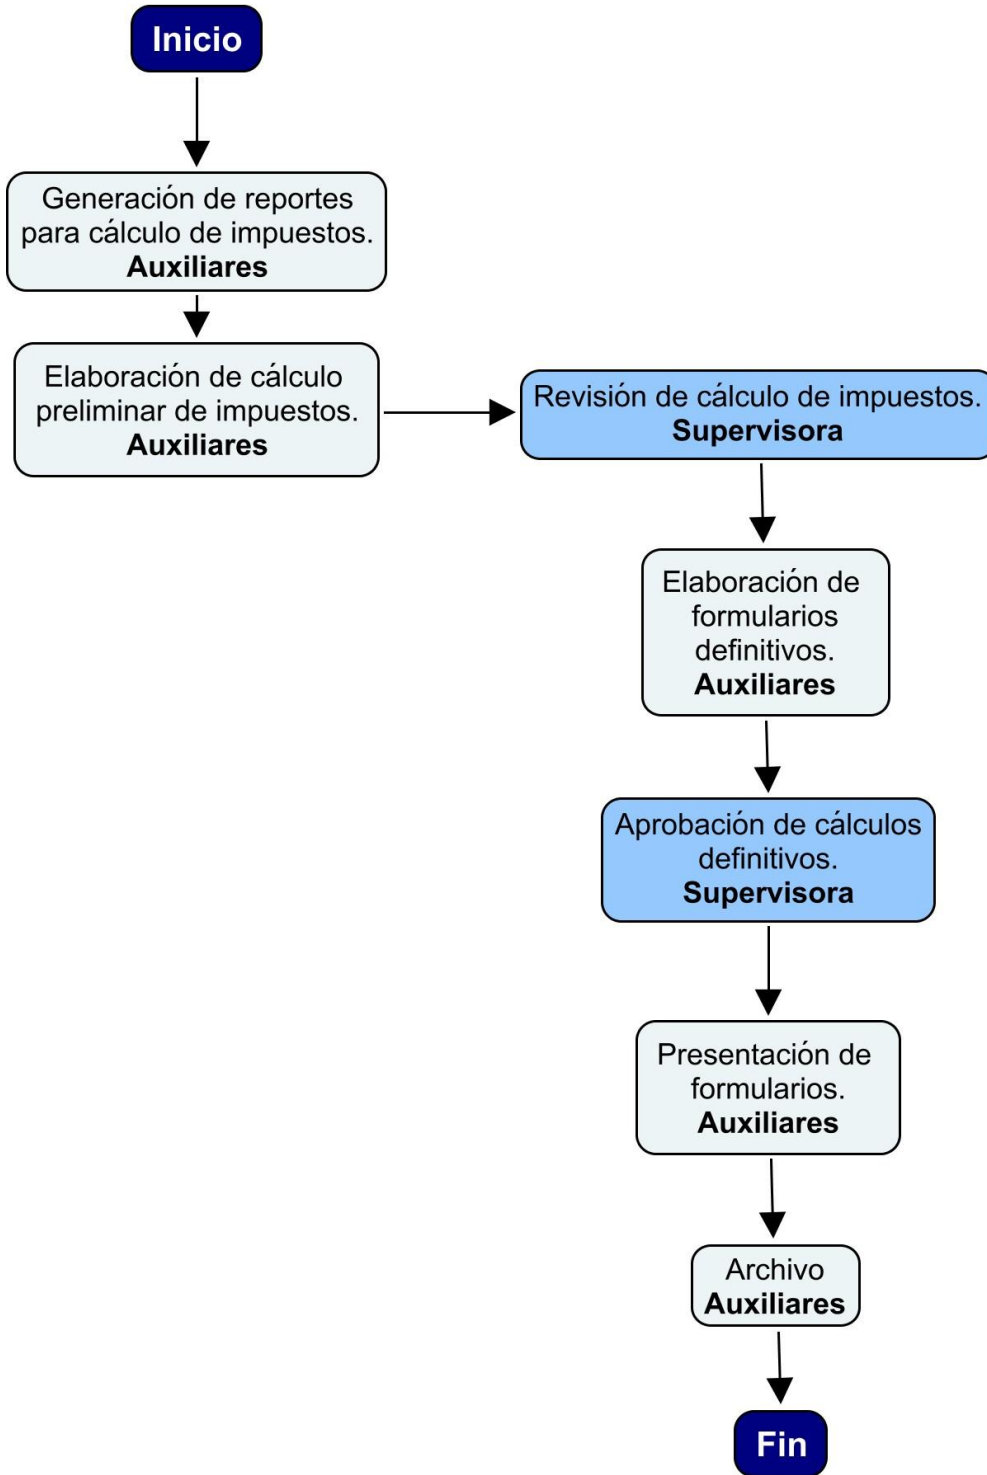 Inicio
Generación de reportes
para cálculo de impuestos.
Auxiliares
Elaboración de cálculo
preliminar de impuestos.
Auxiliares
Revisión de cálculo de impuestos.
Supervisora
Elaboración de
formularios
definitivos.
Auxiliares
Aprobación de cálculos
definitivos.
Supervisora
Presentación de
formularios.
Auxiliares
Archivo
Auxiliares
Fin